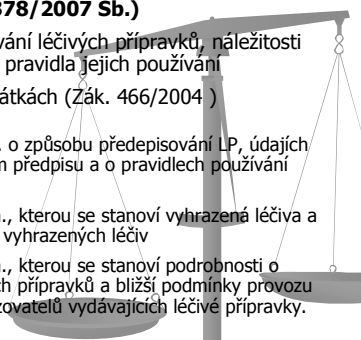 378/2007 Sb.)
vání léčivých přípravků, náležitosti
pravidla jejich používání
átkách (Zák. 466/2004 )
. o způsobu předepisování LP, údajích
m předpisu a o pravidlech používání
., kterou se stanoví vyhrazená léčiva a
vyhrazených léčiv
., kterou se stanoví podrobnosti o
ch přípravků a bližší podmínky provozu
zovatelů vydávajících léčivé přípravky.